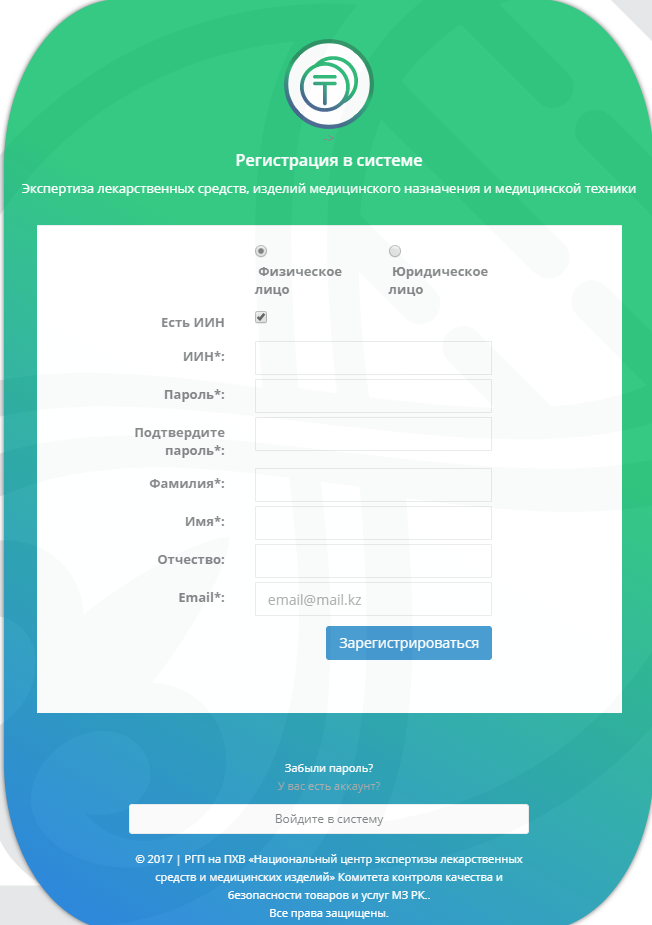 Регистрация в системе
Экспертиза лекарственных средств, изделий медицинского назначения и медицинской техники
Физическое лицо
Юридическое лицо
Есть ИИН
ИИН*:
Пароль*:
Подтвердите
пароль*:
Фамилия*:
Имя*:
Отчество:
Email*:
email@mail.kz
Зарегистрироваться
Забыли пароль?
У вас есть аккаунт?
Войдите в систему
© 2017 | РГП на ПХВ «Национальный центр экспертизы лекарственных
средств и медицинских изделий» Комитета контроля качества и
безопасности товаров и услуг МЗ РК..
Все права защищены.